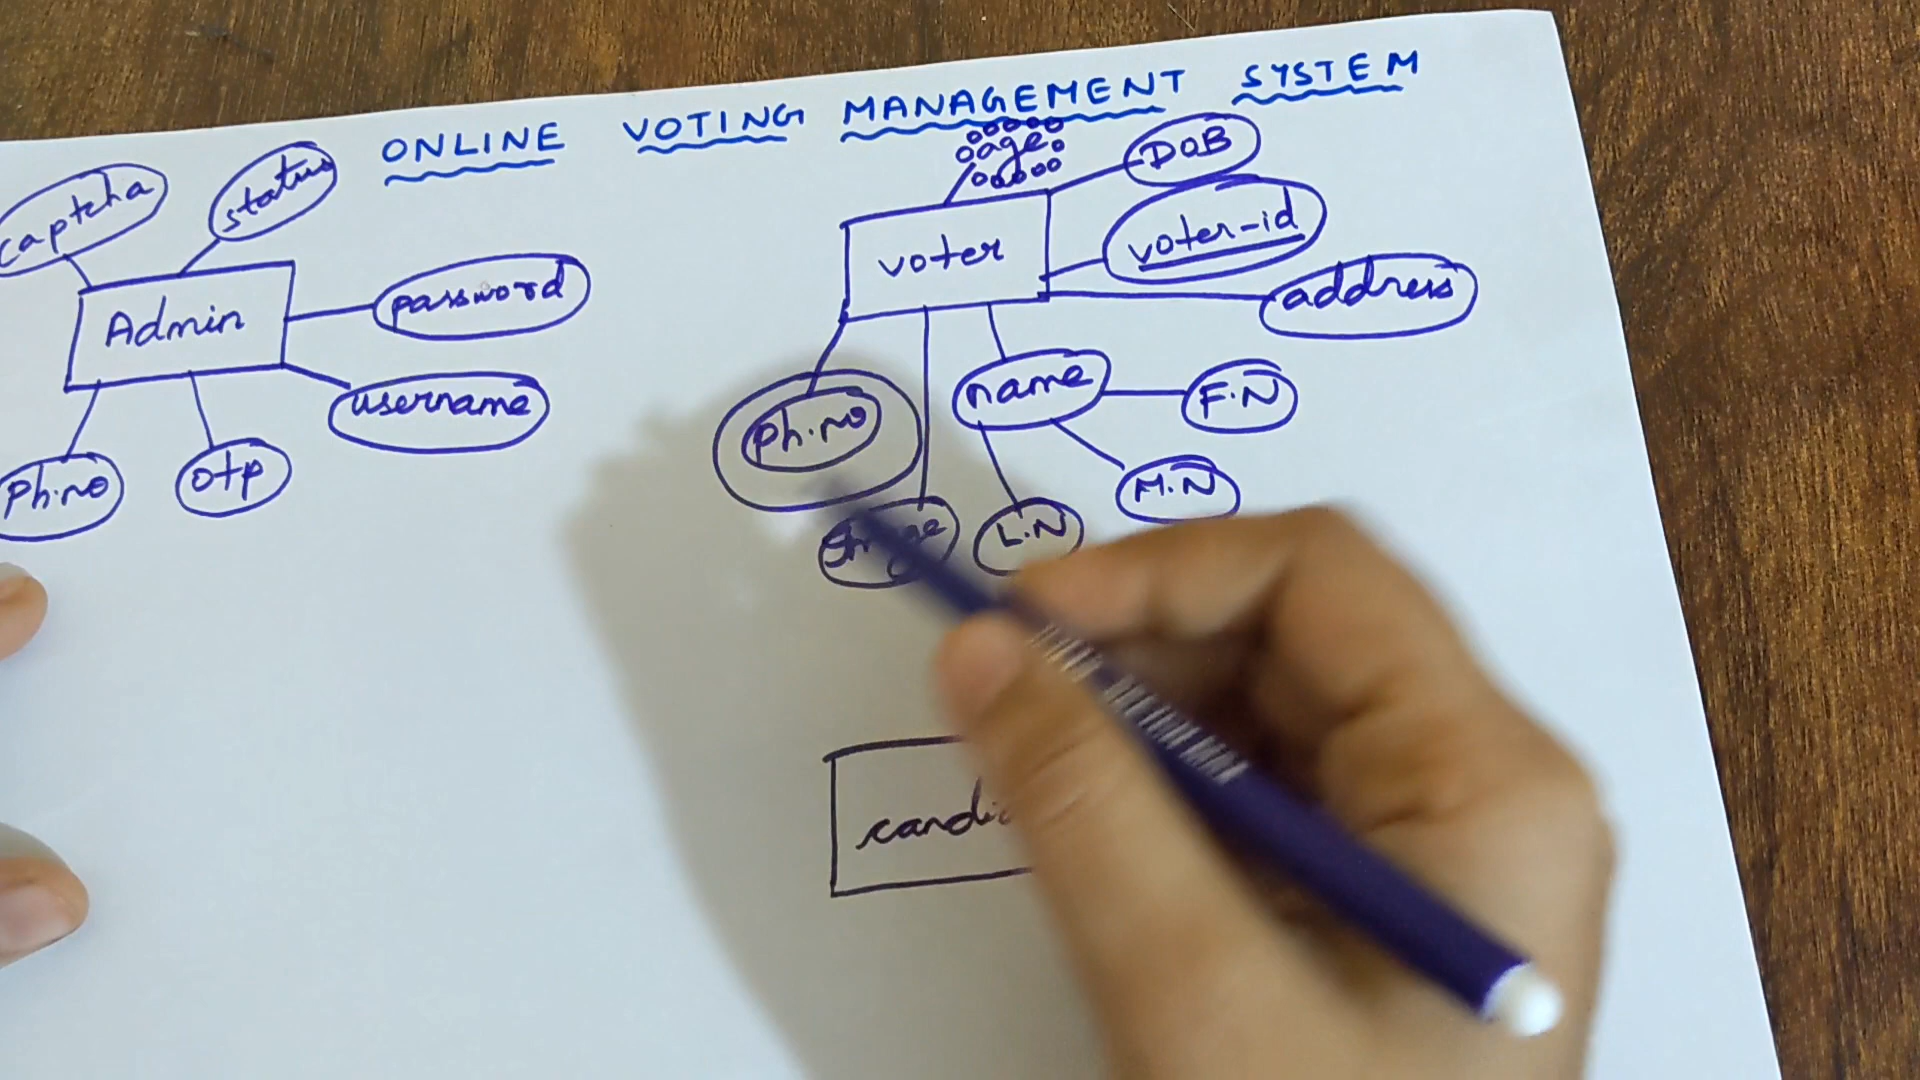 ONLINE VOTING MANAGEMENT SYSTEM
captcha
status
Admin
password
username
Ph.no
otp
age
DOB
voter
voter-id
address
ph.no
name
F.N
M.N
L.N